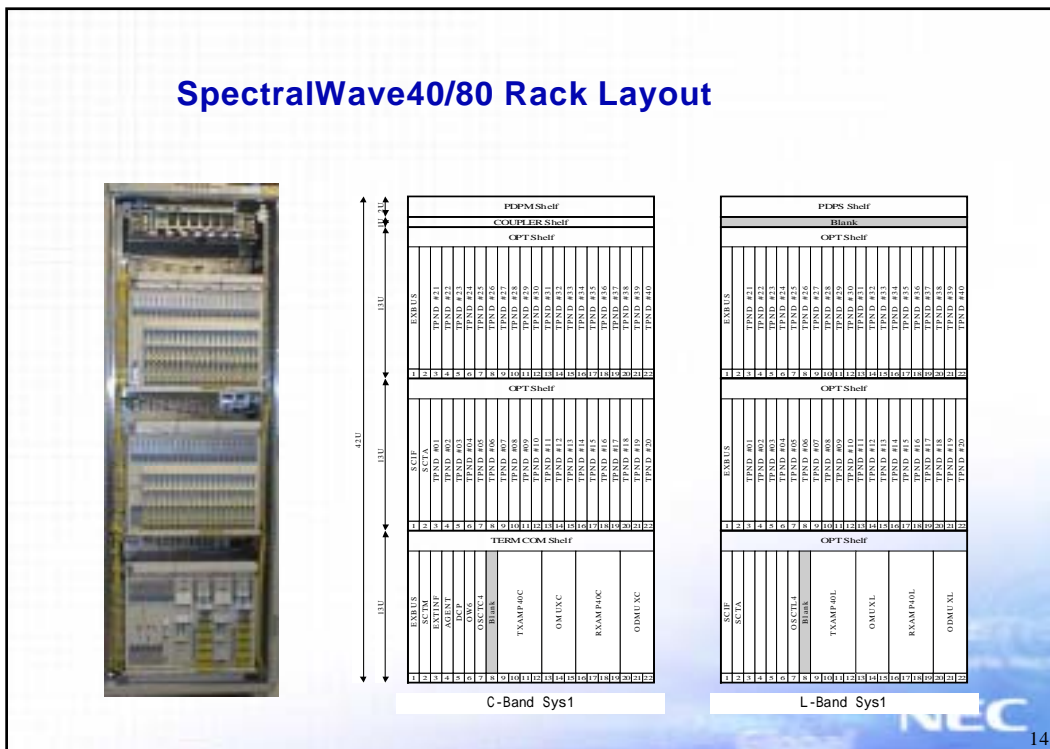 SpectralWave40/80 Rack Layout
42U
2U
1U
13U
13U
13U
PDPM Shelf
COUPLER Shelf
OPT Shelf
EXBUS
TPND #21
TPND #22
TPND #23
TPND #24
TPND #25
TPND #26
TPND #27
TPND #28
TPND #29
TPND #30
TPND #31
TPND #32
TPND #33
TPND #34
TPND #35
TPND #36
TPND #37
TPND #38
TPND #39
TPND #40
1 2 3 4 5 6 7 8 9 10 11 12 13 14 15 16 17 18 19 20 21 22
OPT Shelf
SCIF
SCTA
TPND #01
TPND #02
TPND #03
TPND #04
TPND #05
TPND #06
TPND #07
TPND #08
TPND #09
TPND #10
TPND #11
TPND #12
TPND #13
TPND #14
TPND #15
TPND #16
TPND #17
TPND #18
TPND #19
TPND #20
1 2 3 4 5 6 7 8 9 10 11 12 13 14 15 16 17 18 19 20 21 22
TERM COM Shelf
EXBUS
SCTM
EXTINF
AGENT
DCP
OW6
OSCTC4
Blank
TXAMP40C
OMUXC
RXAMP40C
ODMUXC
1 2 3 4 5 6 7 8 9 10 11 12 13 14 15 16 17 18 19 20 21 22
C-Band Sys1
PDPS Shelf
Blank
OPT Shelf
EXBUS
TPND #21
TPND #22
TPND #23
TPND #24
TPND #25
TPND #26
TPND #27
TPND #28
TPND #29
TPND #30
TPND #31
TPND #32
TPND #33
TPND #34
TPND #35
TPND #36
TPND #37
TPND #38
TPND #39
TPND #40
1 2 3 4 5 6 7 8 9 10 11 12 13 14 15 16 17 18 19 20 21 22
OPT Shelf
EXBUS
TPND #01
TPND #02
TPND #03
TPND #04
TPND #05
TPND #06
TPND #07
TPND #08
TPND #09
TPND #10
TPND #11
TPND #12
TPND #13
TPND #14
TPND #15
TPND #16
TPND #17
TPND #18
TPND #19
TPND #20
1 2 3 4 5 6 7 8 9 10 11 12 13 14 15 16 17 18 19 20 21 22
OPT Shelf
SCIF
SCTA
OSCTL4
Blank
TXAMP40L
OMUXL
RXAMP40L
ODMUXL
1 2 3 4 5 6 7 8 9 10 11 12 13 14 15 16 17 18 19 20 21 22
L-Band Sys1
NEC
14